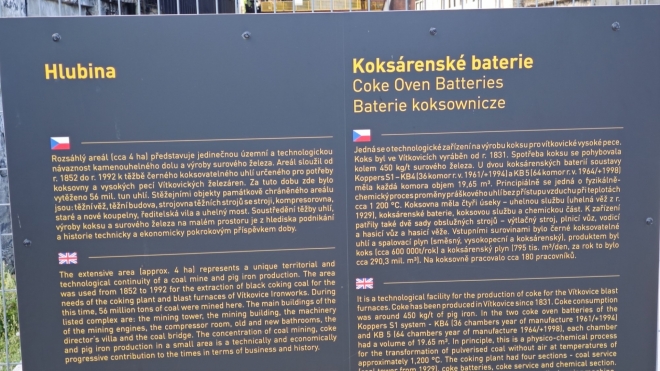 Hlubina
Rozsáhlý areál (cca 4 ha) představuje jedinečnou územní a technologickou
návaznost kamenouhelného dolu a výroby surového železa. Areál sloužil od
r. 1852 do r. 1992 k těžbě černého koksovatelného uhlí určeného pro potřeby
koksovny a vysokých pecí Vítkovických železáren. Za tuto dobu zde bylo
vytěženo 56 mil. tun uhlí. Stěžejními objekty památkově chráněného areálu
jsou: těžní věž, těžní budova, strojovna těžních strojů se stroji, kompresorovna,
staré a nové koupelny, ředitelská vila a uhelný most. Soustředění těžby uhlí,
výroby koksu a surového železa na malém prostoru je z hlediska podnikání
a historie technicky a ekonomicky pokrokovým příspěvkem doby.
The extensive area (approx. 4 ha) represents a unique territorial and
technological continuity of a coal mine and pig iron production. The area
was used from 1852 to 1992 for the extraction of black coking coal for the
needs of the coking plant and blast furnaces of Vítkovice Ironworks. During
this time, 56 million tons of coal were mined here. The main buildings of the
listed complex are: the mining tower, the mining building, the machinery
of the mining engines, the compressor room, old and new bathrooms, the
director's villa and the coal bridge. The concentration of coal mining, coke
and pig iron production in a small area is a technically and economically
progressive contribution to the times in terms of business and history.
Koksárenské baterie
Coke Oven Batteries
Baterie koksownicze
Jedná se o technologické zařízení na výrobu koksu pro vítkovické vysoké pece.
Koks byl ve Vítkovicích vyráběn od r. 1831. Spotřeba koksu se pohybovala
kolem 450 kg/t surového železa. U dvou koksárenských baterií soustavy
Koppers S1 – KB4 (36 komor r. v. 1961/+1994) a KB 5 (64 komor r. v. 1964/+1998)
měla každá komora objem 19,65 m³. Principiálně se jedná o fyzikálně-
chemický proces proměny práškového uhlí bez přístupu vzduchu při teplotách
cca 1 200 °C. Koksovna měla čtyři úseky – uhelnou službu (uhelná věž z r.
1929), koksárenské baterie, koksovou službu a chemickou část. K zařízení
patřily také dvě sady obslužných strojů – výtlačný stroj, plnicí vůz, vodicí
a hasicí vůz a hasicí věže. Vstupními surovinami bylo černé koksovatelné
uhlí a spalovací plyn (směsný, vysokopecní a koksárenský), produktem byl
koks (cca 600 000t/rok) a koksárenský plyn (795 tis. m³/den, za rok to bylo
cca 290,3 mil. m³). Na koksovně pracovalo cca 180 pracovníků.
It is a technological facility for the production of coke for the Vítkovice blast
furnaces. Coke has been produced in Vítkovice since 1831. Coke consumption
was around 450 kg/t of pig iron. In the two coke oven batteries of the
Koppers S1 system - KB4 (36 chambers year of manufacture 1961/+1994)
and KB 5 (64 chambers year of manufacture 1964/+1998), each chamber
had a volume of 19.65 m³. In principle, this is a physico-chemical process
for the transformation of pulverised coal without air at temperatures of
approximately 1,200 °C. The coking plant had four sections - coal service
(coal tower from 1929), coke batteries, coke service and chemical section.